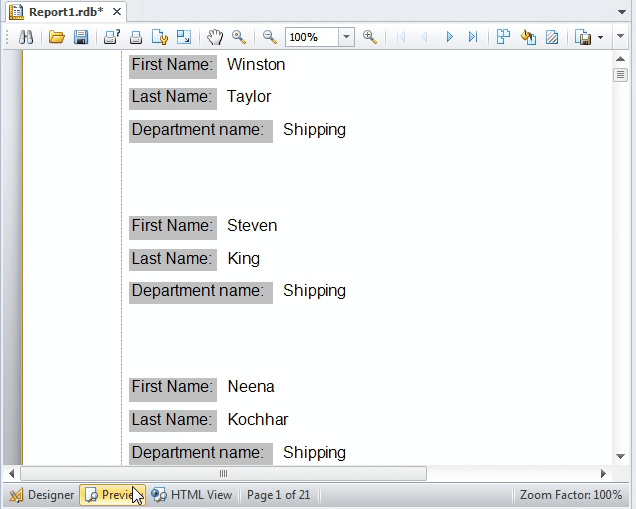 Report1.rdb*
100%
First Name: Winston
Last Name: Taylor
Department name: Shipping
First Name: Steven
Last Name: King
Department name: Shipping
First Name: Neena
Last Name: Kochhar
Department name: Shipping
Designer Preview HTML View Page 1 of 21 Zoom Factor: 100%